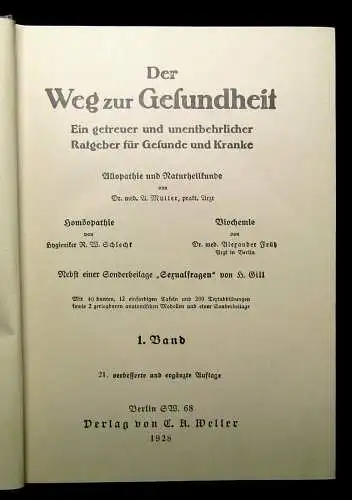 Der
Weg zur Gesundheit
Ein getreuer und unentbehrlicher
Ratgeber für Gesunde und Kranke
Allopathie und Naturheilkunde
von
Dr. med. A. Müller, prakt. Arzt
Homöopathie
von
Hygieniker R. W. Schlecht
Biochemie
von
Dr. med. Alexander
Arzt in Berlin
Nebst einer Sonderbeilage „Sexualfragen“ von H. Gill
Mit 40 bunten, 12 einfarbigen Tafeln und 200 Textabbildungen
sowie 2 zerlegbaren anatomischen Modellen und einer Sonderbeilage
1. Band
21. verbesserte und ergänzte Auflage
Berlin SW. 68
Verlag von C. A. Weller
1928